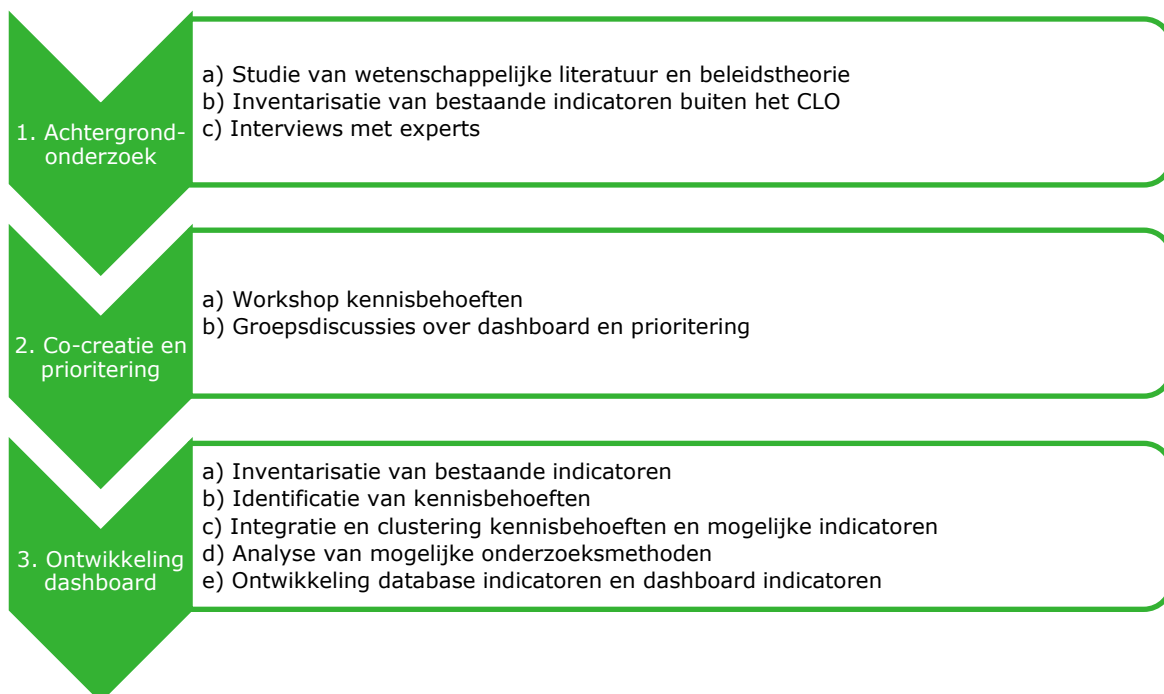 1. Achtergrond-
onderzoek
a) Studie van wetenschappelijke literatuur en beleidstheorie
b) Inventarisatie van bestaande indicatoren buiten het CLO
c) Interviews met experts
2. Co-creatie en
prioritering
a) Workshop kennisbehoeften
b) Groepsdiscussies over dashboard en prioritering
3. Ontwikkeling
dashboard
a) Inventarisatie van bestaande indicatoren
b) Identificatie van kennisbehoeften
c) Integratie en clustering kennisbehoeften en mogelijke indicatoren
d) Analyse van mogelijke onderzoeksmethoden
e) Ontwikkeling database indicatoren en dashboard indicatoren